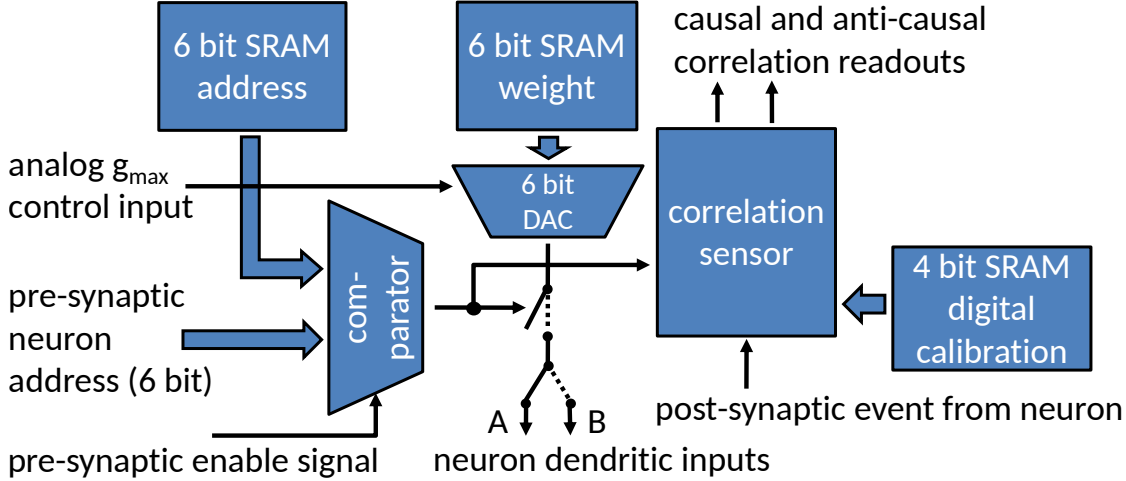 6 bit SRAM
address
6 bit SRAM
weight
causal and anti-causal
correlation readouts
analog gmax
control input
6 bit
DAC
correlation
sensor
com-
parator
4 bit SRAM
digital
calibration
pre-synaptic
neuron
address (6 bit)
A
B
post-synaptic event from neuron
pre-synaptic enable signal
neuron dendritic inputs